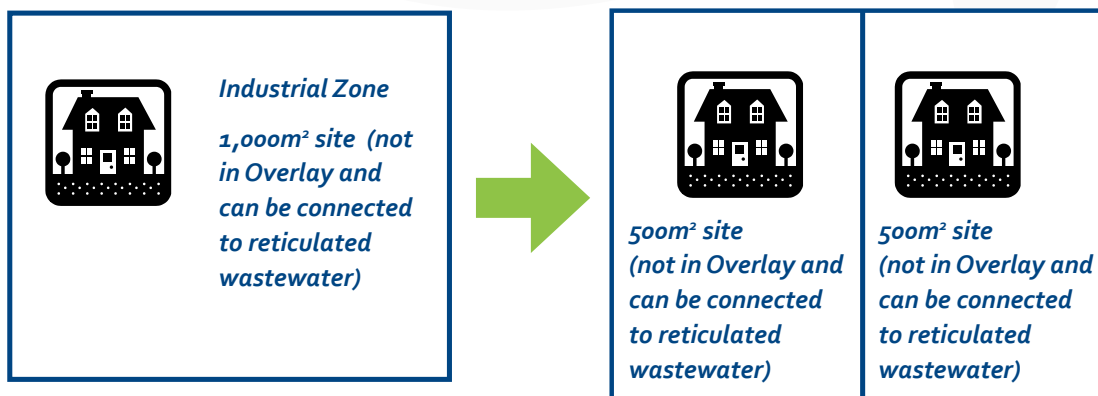 Industrial Zone
1,000m² site (not
in Overlay and
can be connected
to reticulated
wastewater)
500m² site
(not in Overlay and
can be connected
to reticulated
wastewater)
500m² site
(not in Overlay and
can be connected
to reticulated
wastewater)